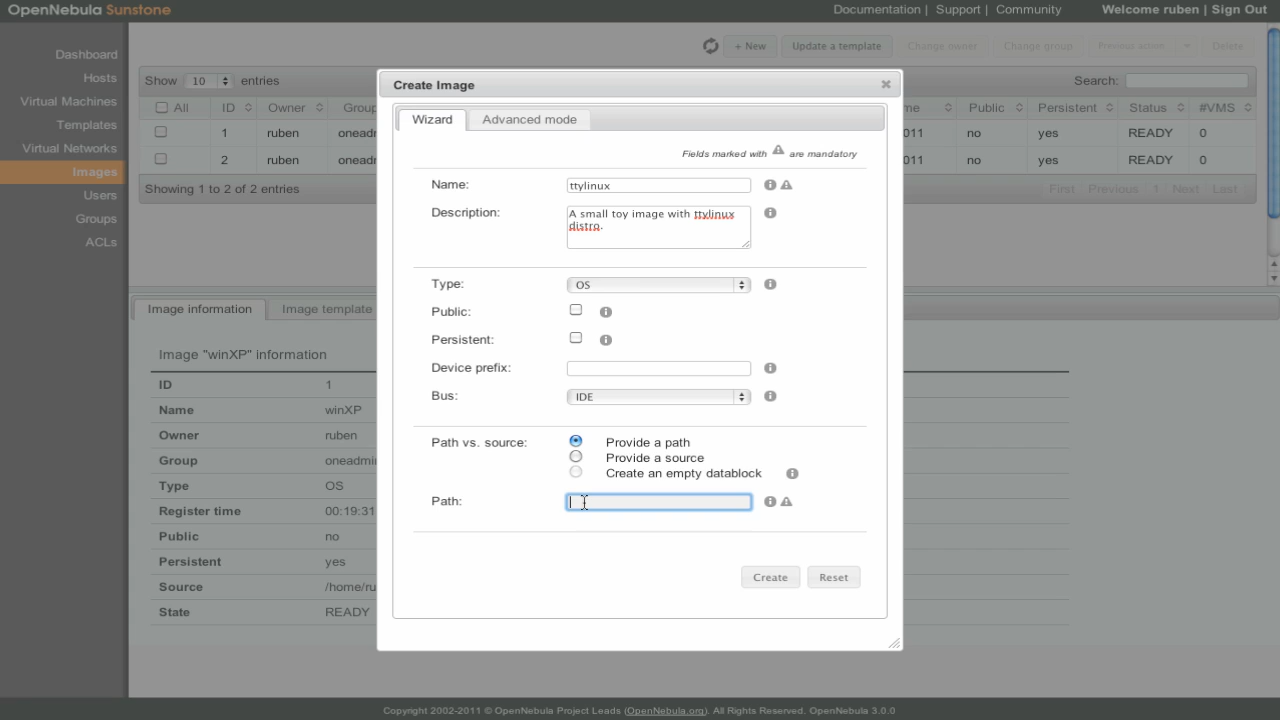 OpenNebula Sunstone
Documentation | Support | Community
Welcome ruben | Sign Out
Dashboard
Hosts
Virtual Machines
Templates
Virtual Networks
Images
Users
Groups
ACLs
+ New
Update a template
Change owner
Change group
Previous action
Delete
Show 10 entries
Search:
All ID Owner Group me Public Persistent Status #VMS
1 ruben oneadm 011 no yes READY 0
2 ruben oneadm 011 no yes READY 0
Showing 1 to 2 of 2 entries
First Previous 1 Next Last
Image information
Image template
Image "winXP" information
ID 1
Name winXP
Owner ruben
Group oneadmi
Type OS
Register time 00:19:31
Public no
Persistent yes
Source /home/ru
State READY
Create Image
Wizard
Advanced mode
Fields marked with are mandatory
Name: ttylinux
Description: A small toy image with ttylinux
distro.
Type: OS
Public:
Persistent:
Device prefix:
Bus: IDE
Path vs. source: Provide a path
Provide a source
Create an empty datablock
Path:
Create
Reset
Copyright 2002-2011 © OpenNebula Project Leads (OpenNebula.org). All Rights Reserved. OpenNebula 3.0.0